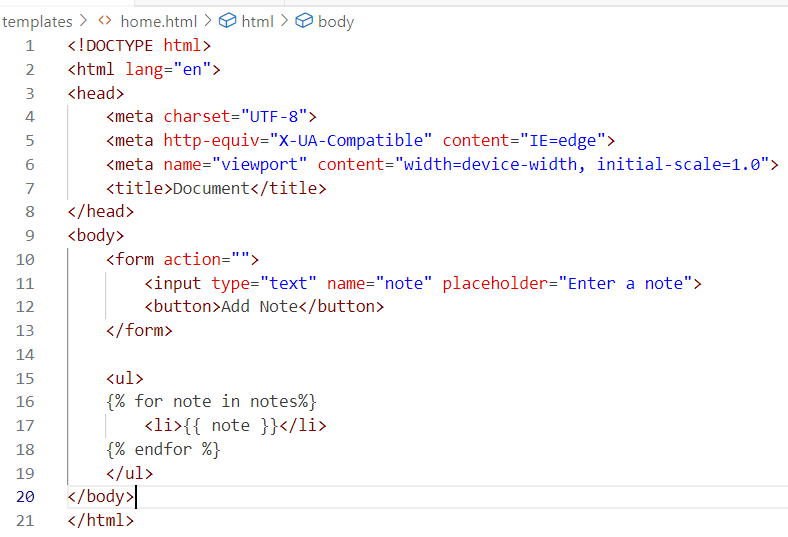 templates > <> home.html > html > body
1 <!DOCTYPE html>
2 <html lang="en">
3 <head>
4     <meta charset="UTF-8">
5     <meta http-equiv="X-UA-Compatible" content="IE=edge">
6     <meta name="viewport" content="width=device-width, initial-scale=1.0">
7     <title>Document</title>
8 </head>
9 <body>
10     <form action="">
11         <input type="text" name="note" placeholder="Enter a note">
12         <button>Add Note</button>
13     </form>
14
15     <ul>
16     {% for note in notes%}
17         <li>{{ note }}</li>
18     {% endfor %}
19     </ul>
20 </body>
21 </html>